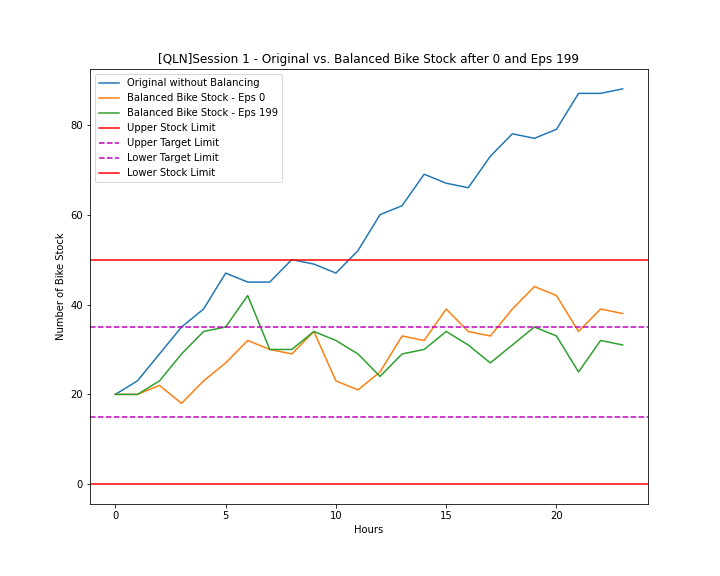 [QLN]Session 1 - Original vs. Balanced Bike Stock after 0 and Eps 199
Original without Balancing
Balanced Bike Stock - Eps 0
Balanced Bike Stock - Eps 199
Upper Stock Limit
Upper Target Limit
Lower Target Limit
Lower Stock Limit
Number of Bike Stock
80
60
40
20
0
0 5 10 15 20
Hours